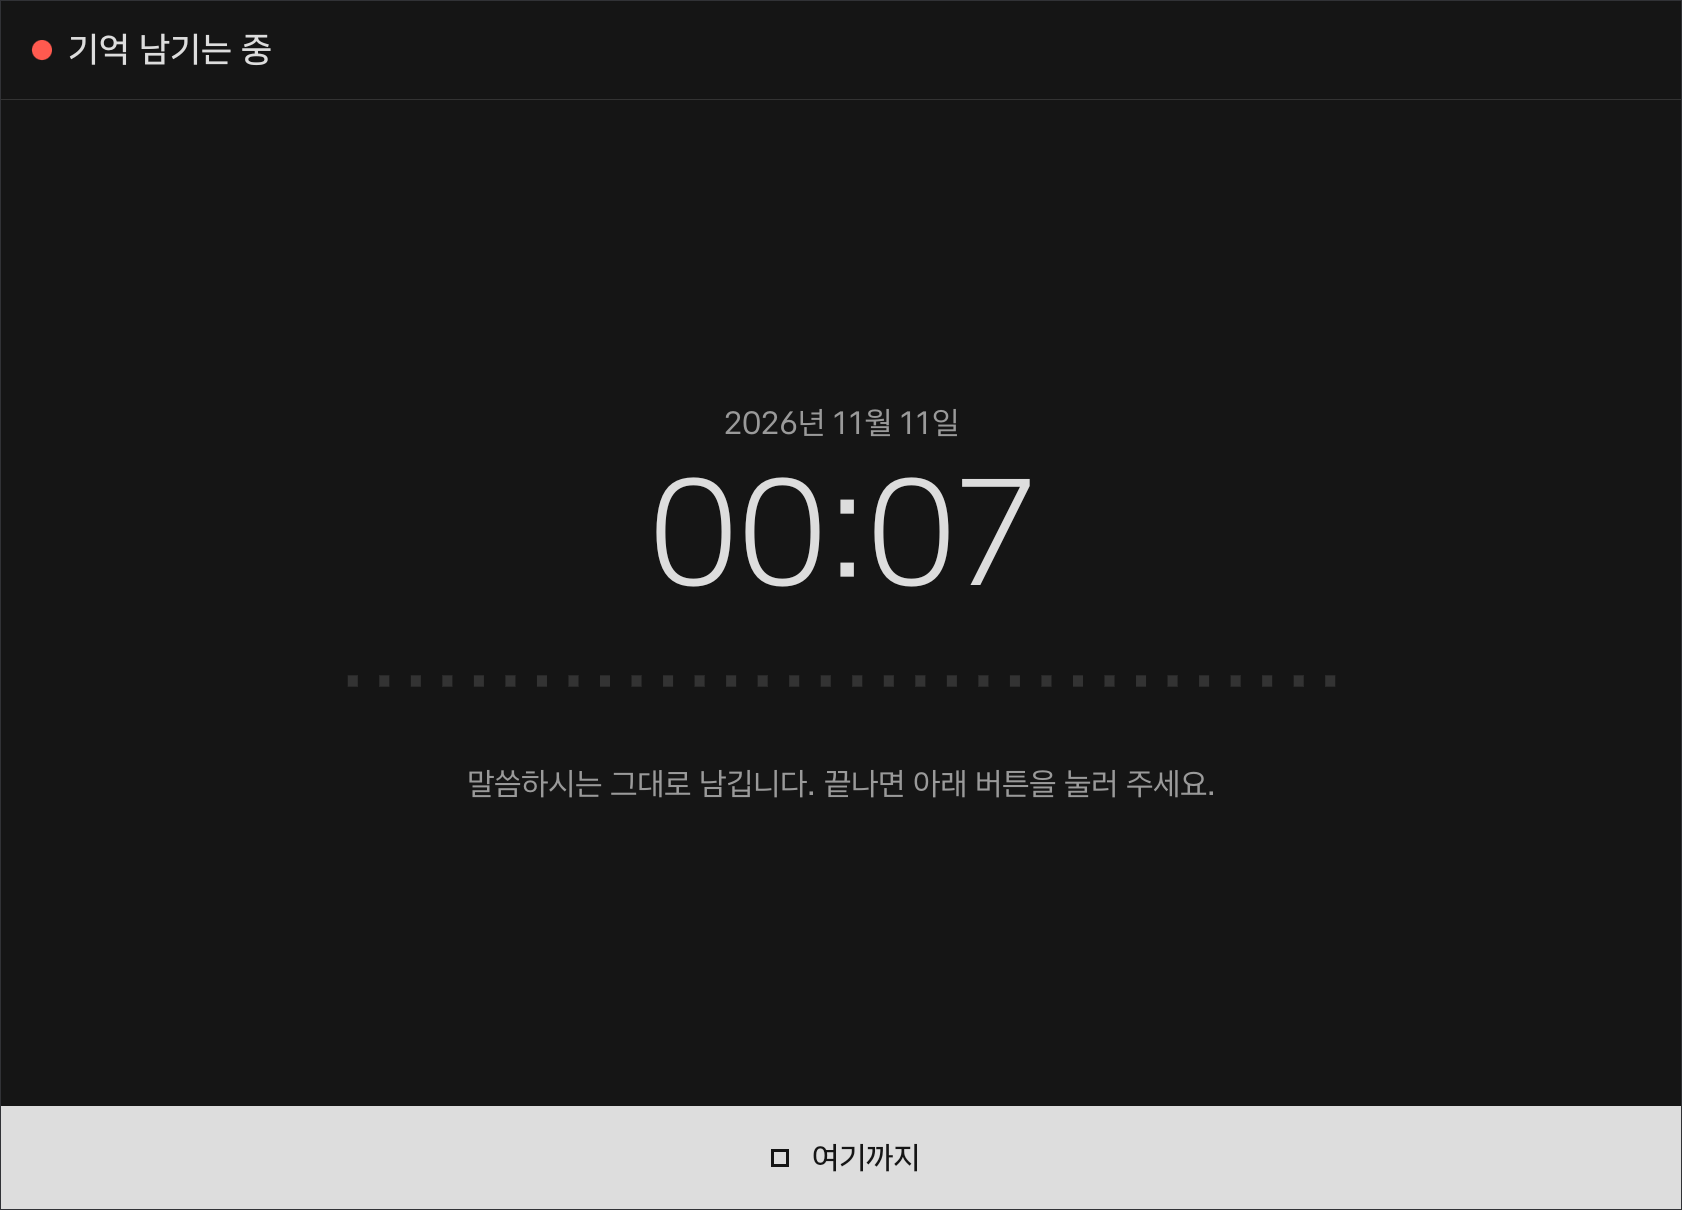 기억 남기는 중
2026년 11월 11일
00:07
말씀하시는 그대로 남깁니다. 끝나면 아래 버튼을 눌러 주세요.
여기까지